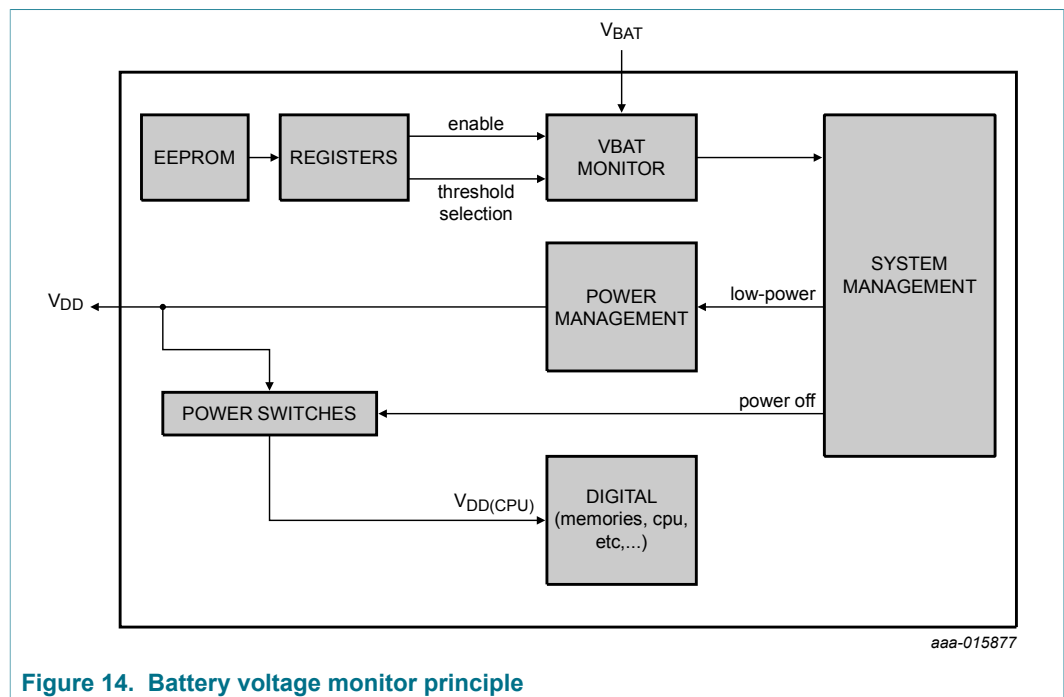 VBAT
EEPROM
REGISTERS
enable
threshold
selection
VBAT
MONITOR
SYSTEM
MANAGEMENT
VDD
POWER
MANAGEMENT
low-power
POWER SWITCHES
power off
VDD(CPU)
DIGITAL
(memories, cpu,
etc,...)
aaa-015877
Figure 14. Battery voltage monitor principle